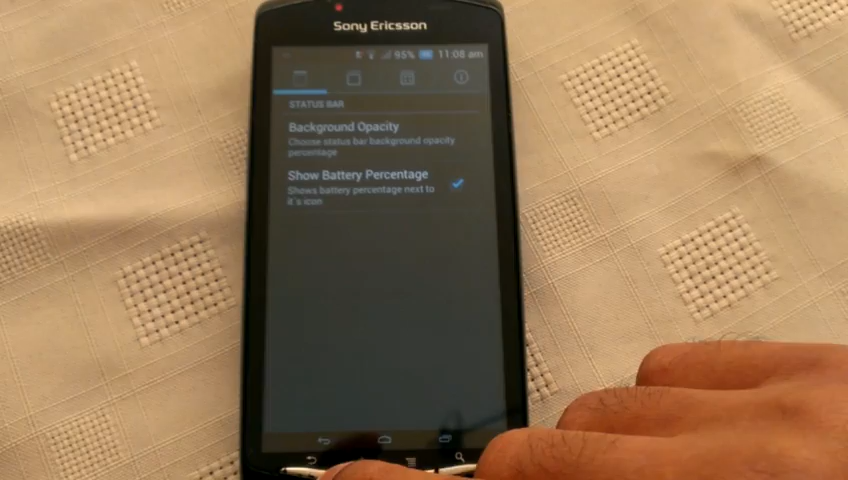 Sony Ericsson
95% 11:08 am
STATUS BAR
Background Opacity
Choose status bar background opacity
percentage
Show Battery Percentage
Shows battery percentage next to
it´s icon